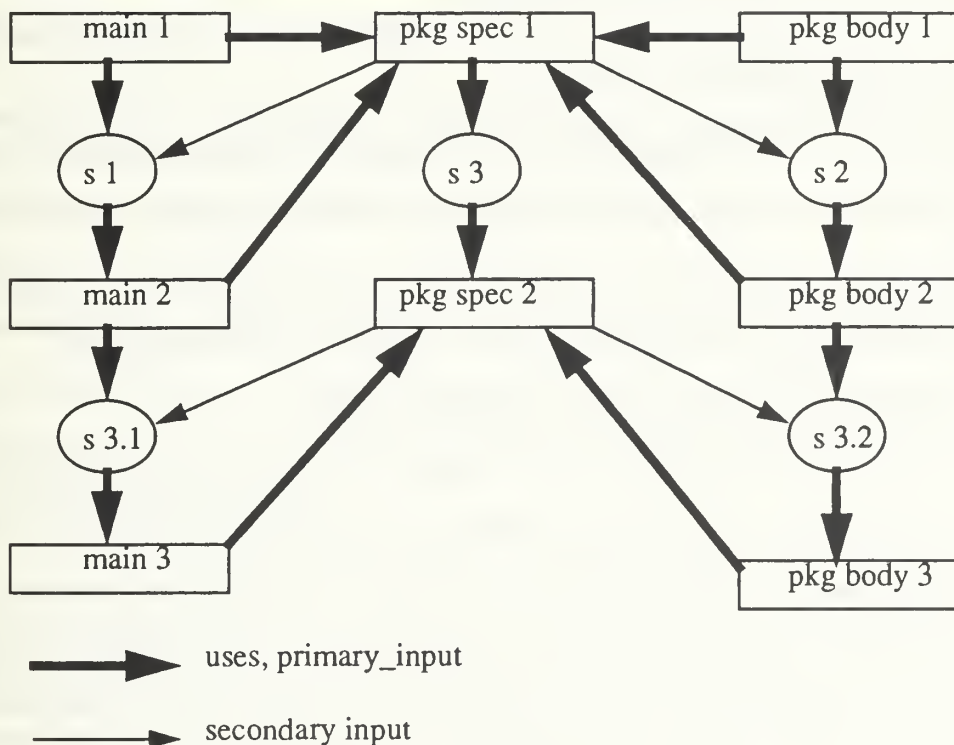 main 1
pkg spec 1
pkg body 1
s 1
s 3
s 2
main 2
pkg spec 2
pkg body 2
s 3.1
s 3.2
main 3
pkg body 3
uses, primary_input
secondary input